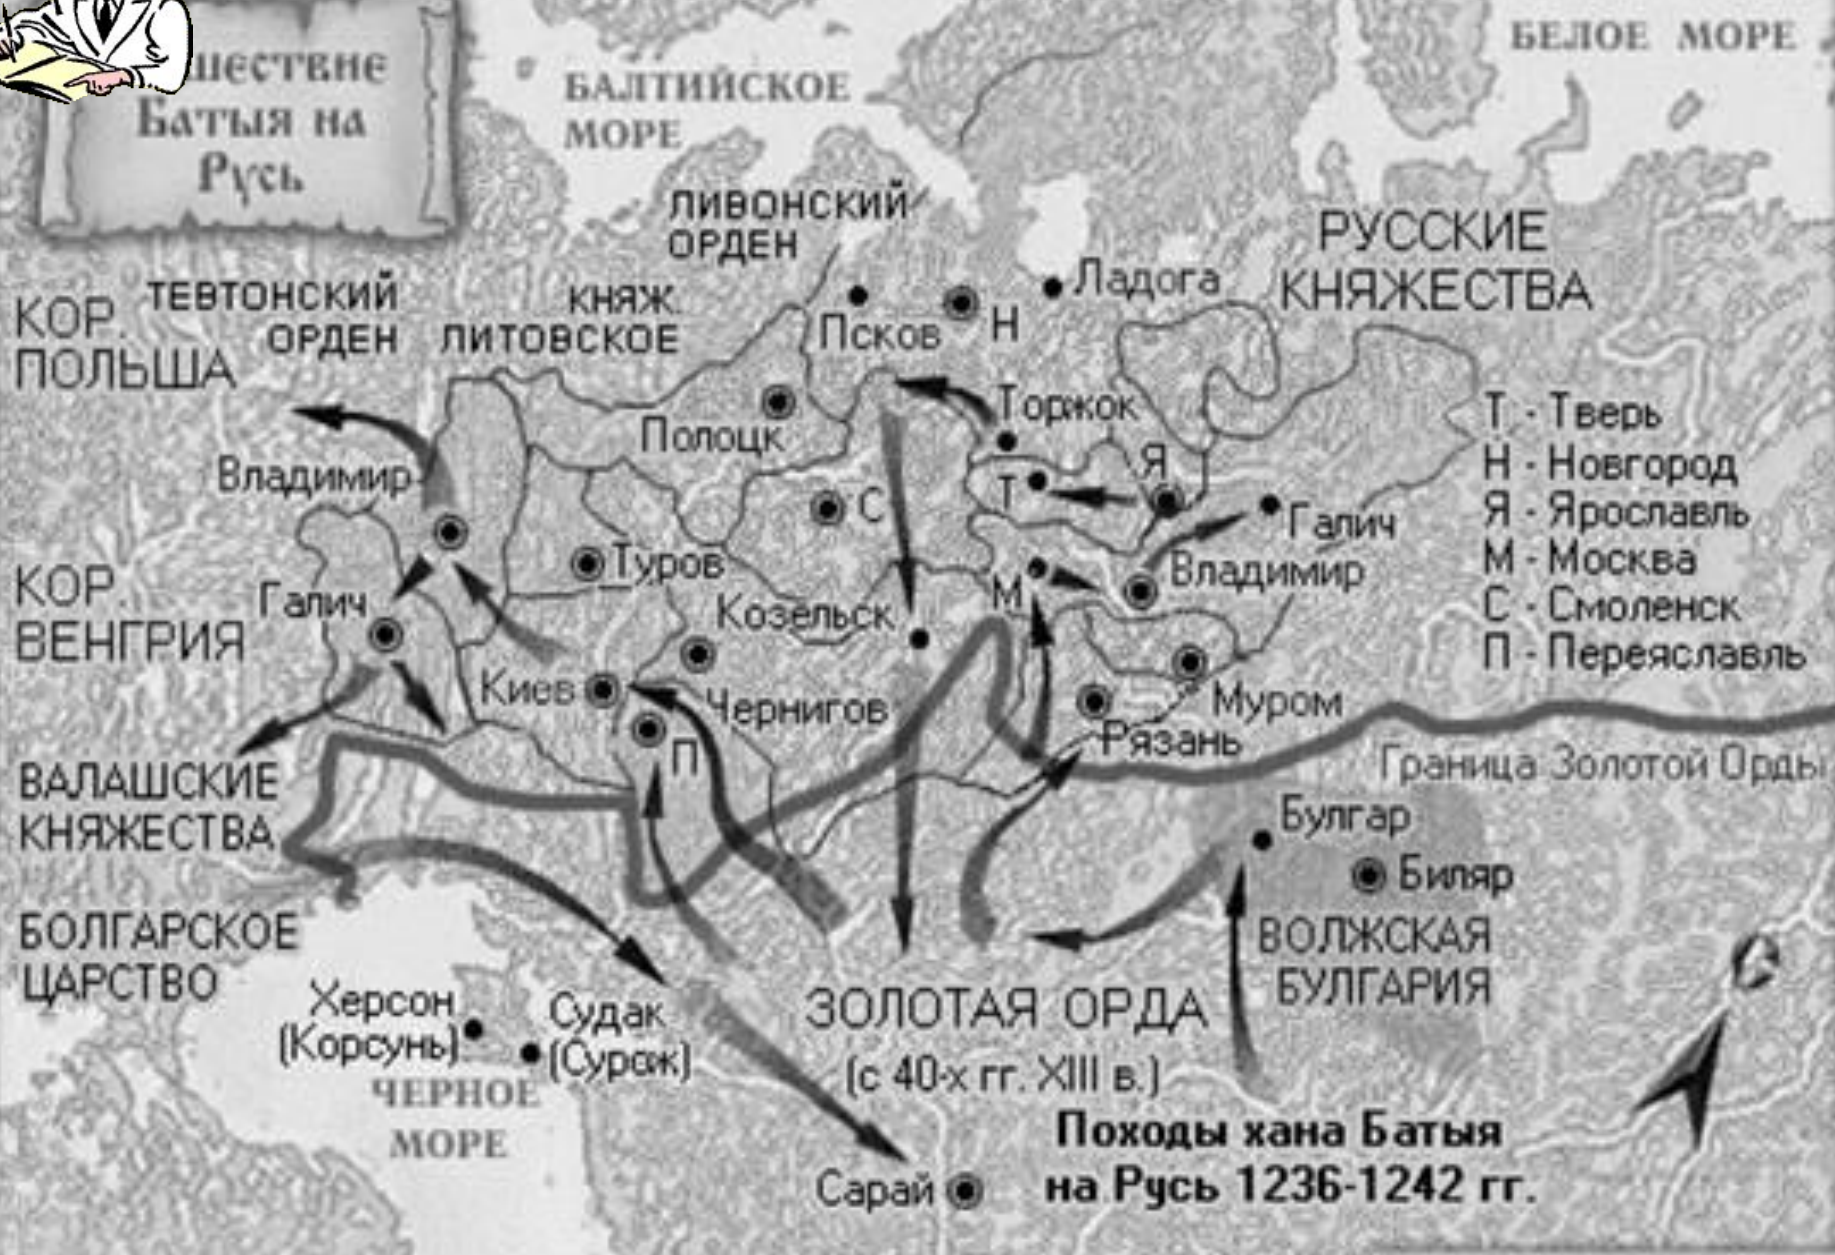 шествие
Батыя на
Русь
БАЛТИЙСКОЕ
МОРЕ
БЕЛОЕ МОРЕ
ЛИВОНСКИЙ
ОРДЕН
РУССКИЕ
КНЯЖЕСТВА
КОР.
ПОЛЬША
ТЕВТОНСКИЙ
ОРДЕН
КНЯЖ.
ЛИТОВСКОЕ
Псков
Н
Ладога
Торжок
Полоцк
Т
Я
Владимир
С
Галич
Т - Тверь
Н - Новгород
Я - Ярославль
М - Москва
С - Смоленск
П - Переяславль
Туров
М
Владимир
КОР.
ВЕНГРИЯ
Галич
Козельск
Киев
Чернигов
П
Муром
Рязань
Граница Золотой Орды
ВАЛАШСКИЕ
КНЯЖЕСТВА
Булгар
Биляр
ВОЛЖСКАЯ
БУЛГАРИЯ
БОЛГАРСКОЕ
ЦАРСТВО
Херсон
(Корсунь)
Судак
(Сурож)
ЗОЛОТАЯ ОРДА
(с 40-х гг. XIII в.)
ЧЕРНОЕ
МОРЕ
С
Сарай
Походы хана Батыя
на Русь 1236-1242 гг.